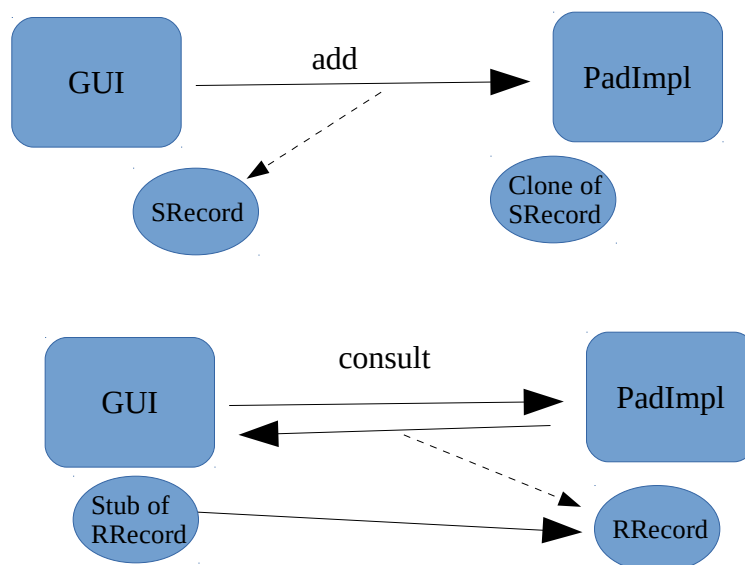 GUI
add
PadImpl
SRecord
Clone of
SRecord
GUI
consult
PadImpl
Stub of
RRecord
RRecord